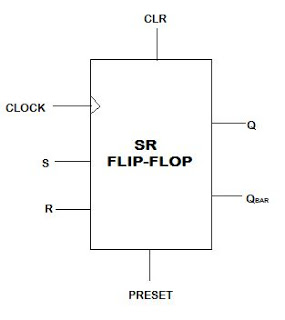 CLR
CLOCK
SR
FLIP-FLOP
Q
S
R
QBAR
PRESET